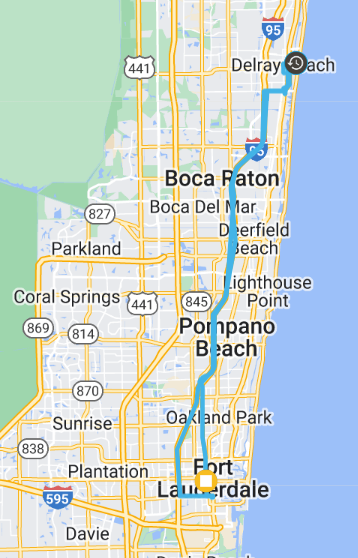 95
441
Delray Beach
95
Boca Raton
827
Boca Del Mar
Deerfield
Beach
Parkland
Lighthouse
Point
Coral Springs
441
845
869
814
Pompano
Beach
870
Oakland Park
Sunrise
838
Plantation
Fort
Lauderdale
595
Davie